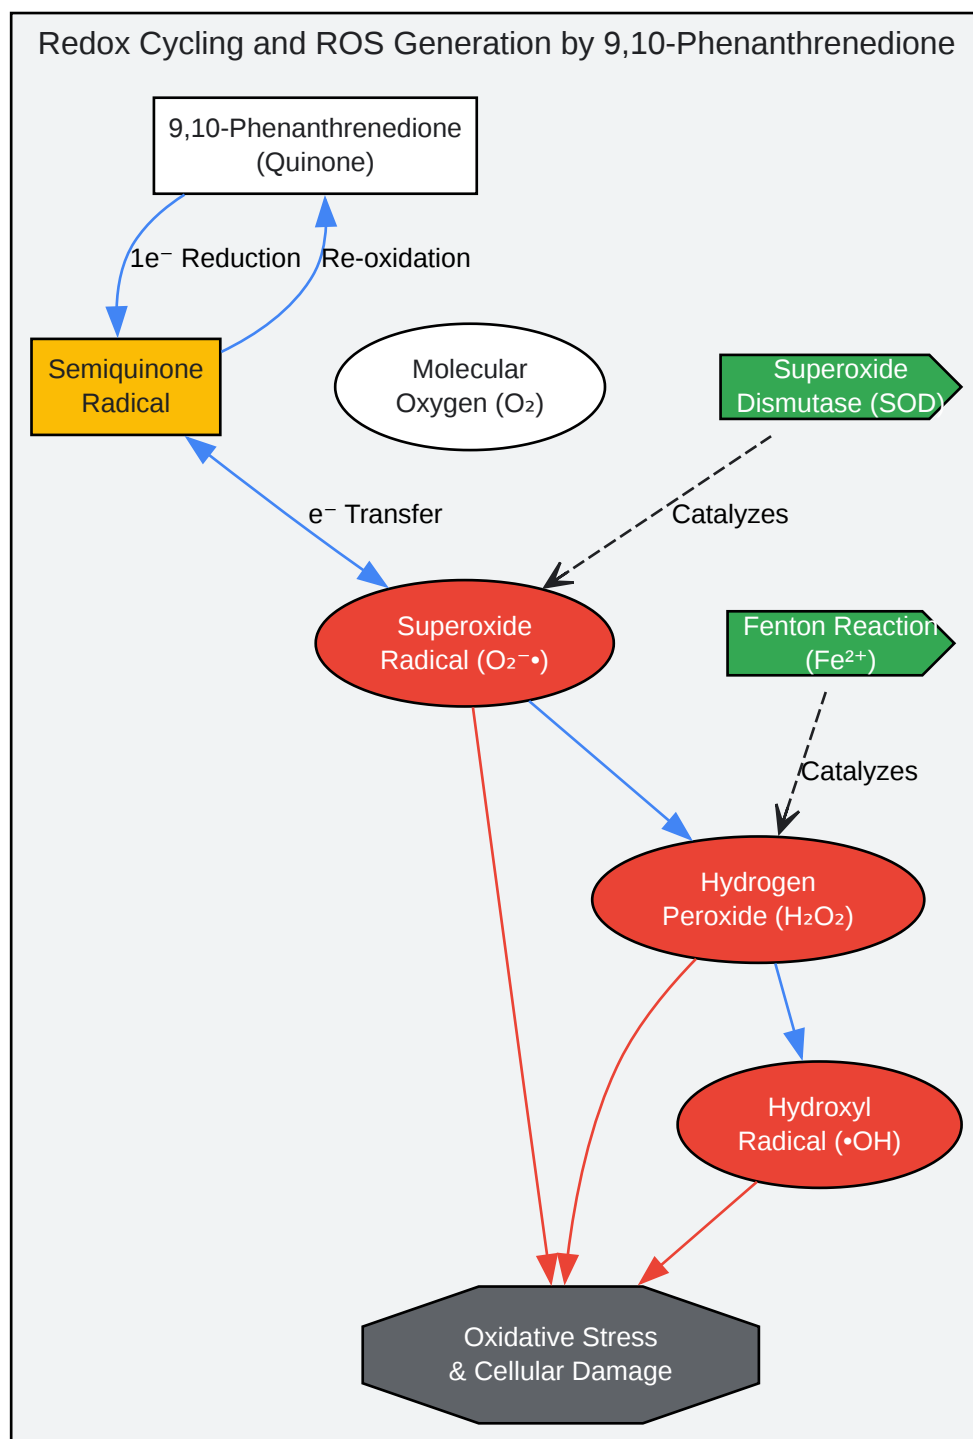 Redox Cycling and ROS Generation by 9,10-Phenanthrenedione
9,10-Phenanthrenedione
(Quinone)
1e⁻ Reduction
Re-oxidation
Semiquinone
Radical
Molecular
Oxygen (O₂)
Superoxide
Dismutase (SOD)
e⁻ Transfer
Catalyzes
Superoxide
Radical (O₂⁻•)
Fenton Reaction
(Fe²⁺)
Catalyzes
Hydrogen
Peroxide (H₂O₂)
Hydroxyl
Radical (•OH)
Oxidative Stress
& Cellular Damage